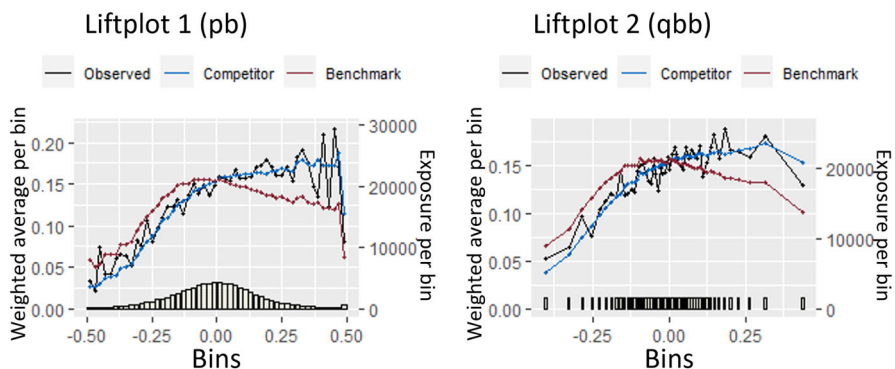 Liftplot 1 (pb)
Observed Competitor Benchmark
Weighted average per bin
0.20
0.15
0.10
0.05
0.00
30000
20000
10000
0
Exposure per bin
-0.50 -0.25 0.00 0.25 0.50
Bins
Liftplot 2 (qbb)
Observed Competitor Benchmark
Weighted average per bin
0.15
0.10
0.05
0.00
20000
10000
0
Exposure per bin
-0.25 0.00 0.25
Bins